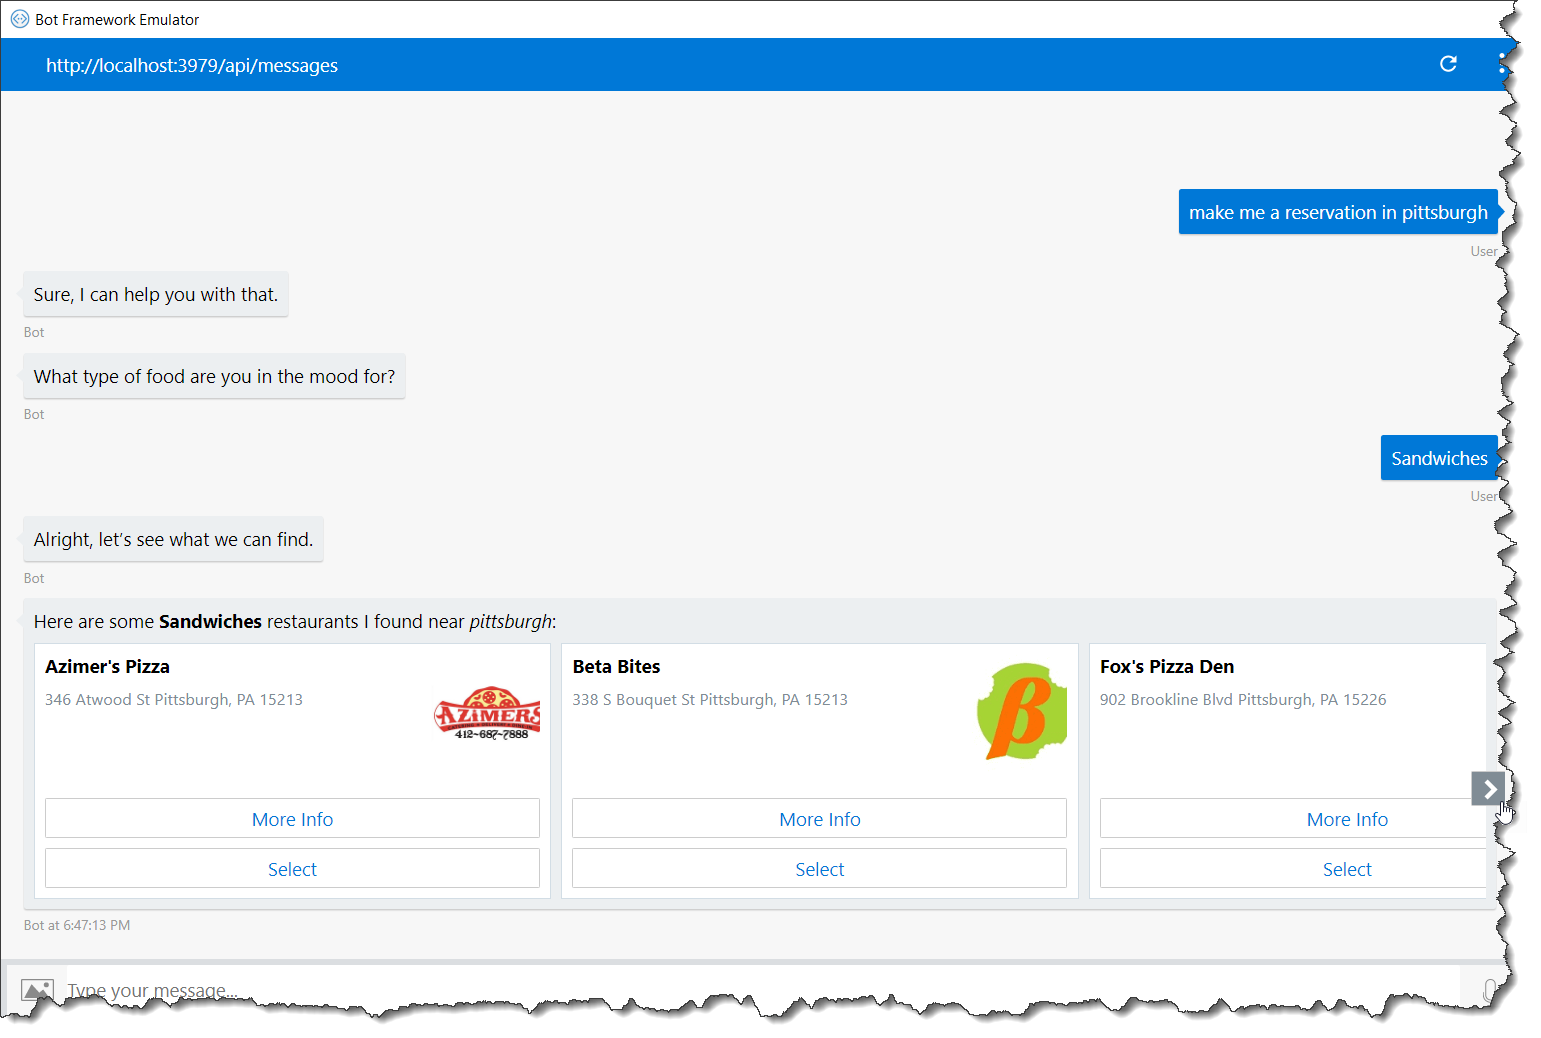 Bot Framework Emulator
http://localhost:3979/api/messages
make me a reservation in pittsburgh
User
Sure, I can help you with that.
Bot
What type of food are you in the mood for?
Bot
Sandwiches
User
Alright, let’s see what we can find.
Bot
Here are some Sandwiches restaurants I found near pittsburgh:
Azimer's Pizza
346 Atwood St Pittsburgh, PA 15213
AZIMERS
412-687-7888
More Info
Select
Beta Bites
338 S Bouquet St Pittsburgh, PA 15213
β
More Info
Select
Fox's Pizza Den
902 Brookline Blvd Pittsburgh, PA 15226
More Info
Select
Bot at 6:47:13 PM
Type your message...